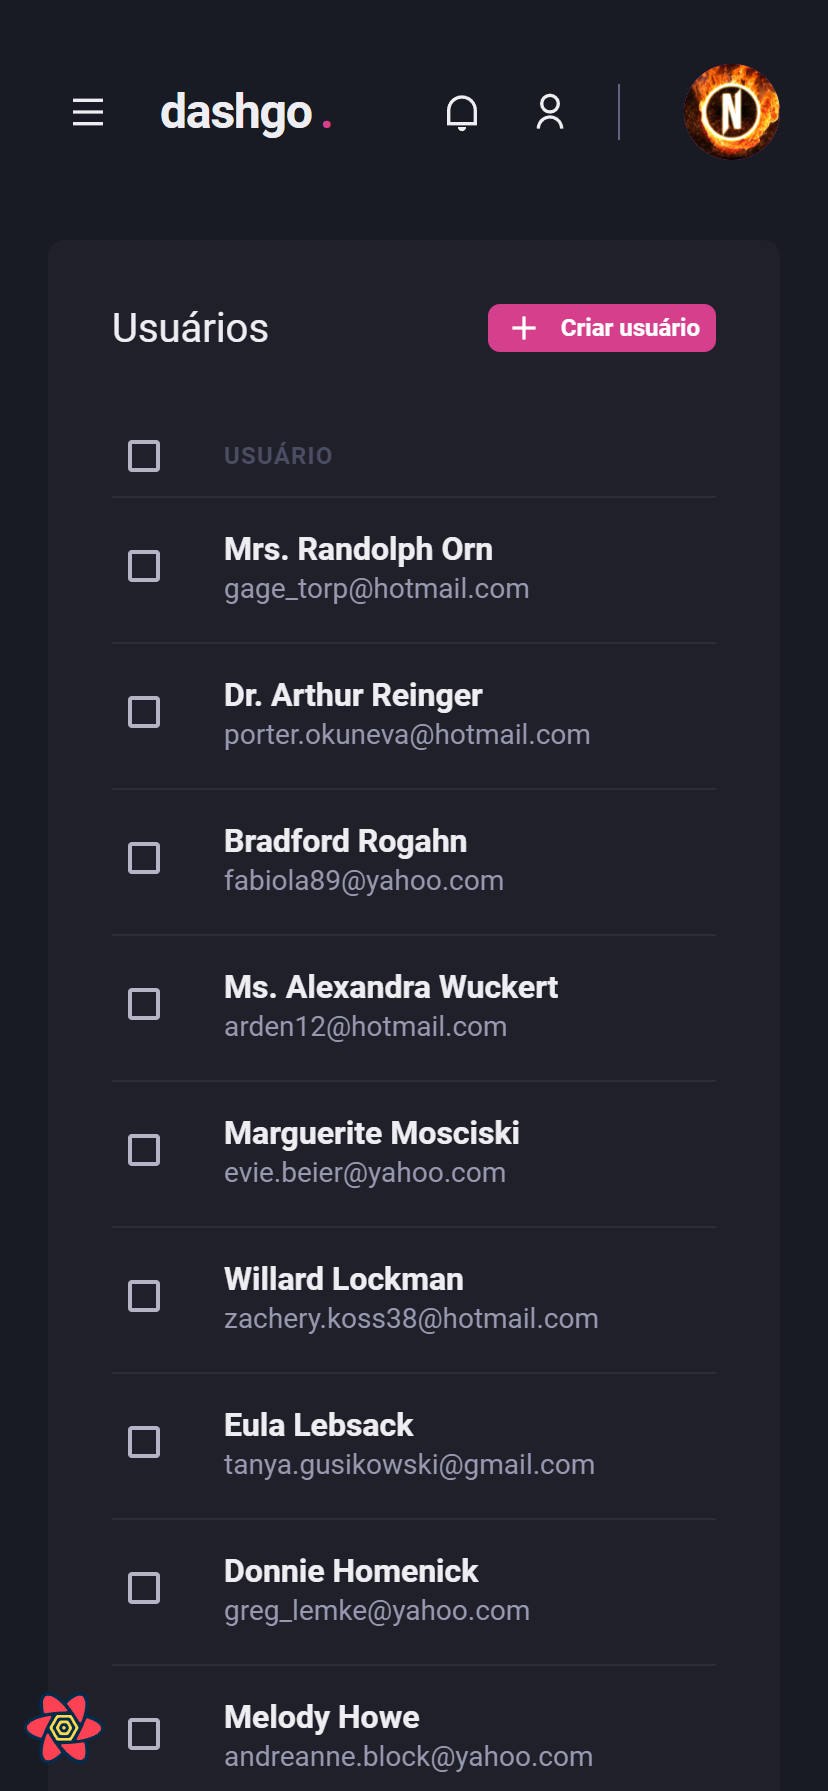 dashgo.
N
Usuários
Criar usuário
USUÁRIO
Mrs. Randolph Orn
gage_torp@hotmail.com
Dr. Arthur Reinger
porter.okuneva@hotmail.com
Bradford Rogahn
fabiola89@yahoo.com
Ms. Alexandra Wuckert
arden12@hotmail.com
Marguerite Mosciski
evie.beier@yahoo.com
Willard Lockman
zachery.koss38@hotmail.com
Eula Lebsack
tanya.gusikowski@gmail.com
Donnie Homenick
greg_lemke@yahoo.com
Melody Howe
andreanne.block@yahoo.com